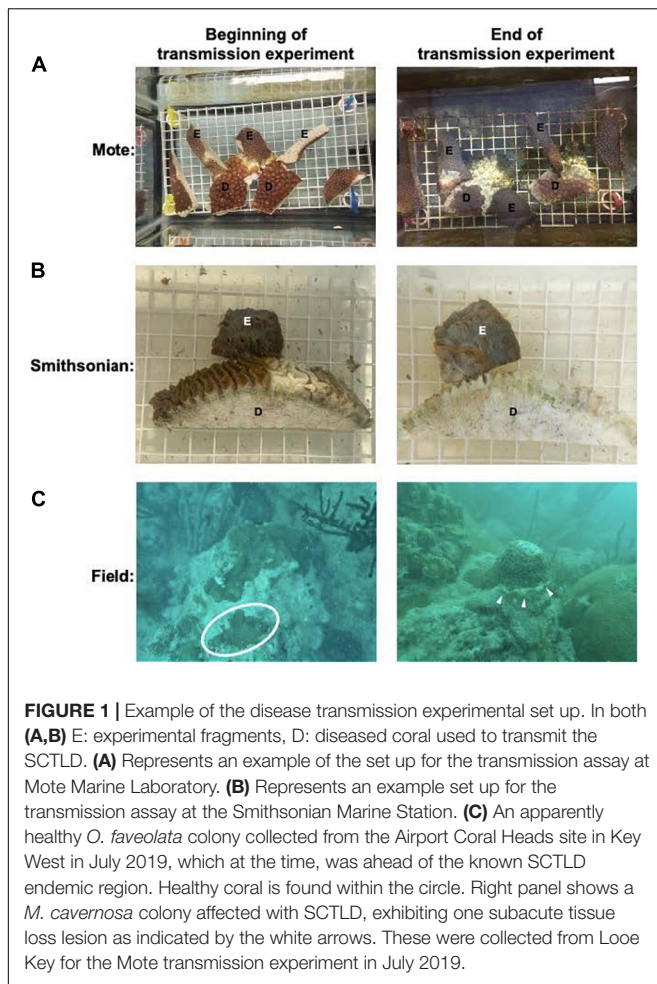 Beginning of
transmission experiment
End of
transmission experiment
A
Mote:
E
E
E
D
D
E
E
D
E
D
B
Smithsonian:
E
D
E
D
C
Field:
FIGURE 1 | Example of the disease transmission experimental set up. In both
(A,B) E: experimental fragments, D: diseased coral used to transmit the
SCTLD. (A) Represents an example of the set up for the transmission assay at
Mote Marine Laboratory. (B) Represents an example set up for the
transmission assay at the Smithsonian Marine Station. (C) An apparently
healthy O. faveolata colony collected from the Airport Coral Heads site in Key
West in July 2019, which at the time, was ahead of the known SCTLD
endemic region. Healthy coral is found within the circle. Right panel shows a
M. cavernosa colony affected with SCTLD, exhibiting one subacute tissue
loss lesion as indicated by the white arrows. These were collected from Looe
Key for the Mote transmission experiment in July 2019.